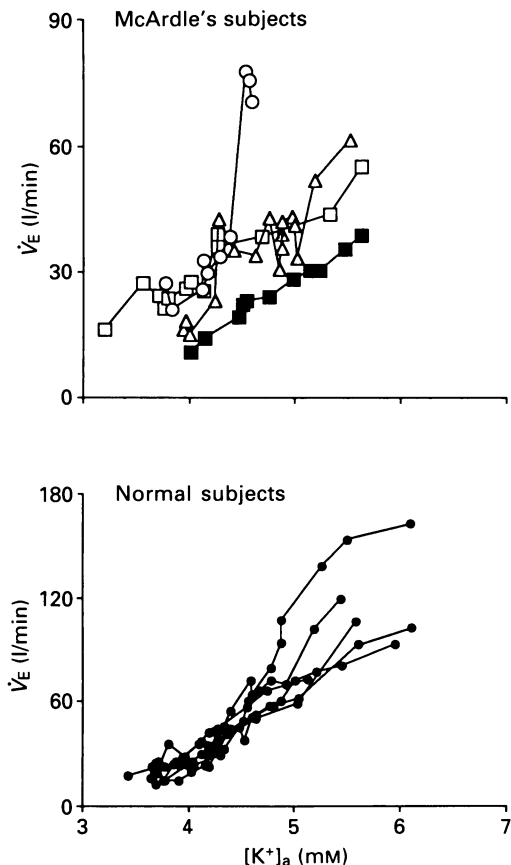 McArdle's subjects
90
60
30
0
V̇E (l/min)
Normal subjects
180
120
60
0
V̇E (l/min)
3 4 5 6 7
[K+]a (mM)